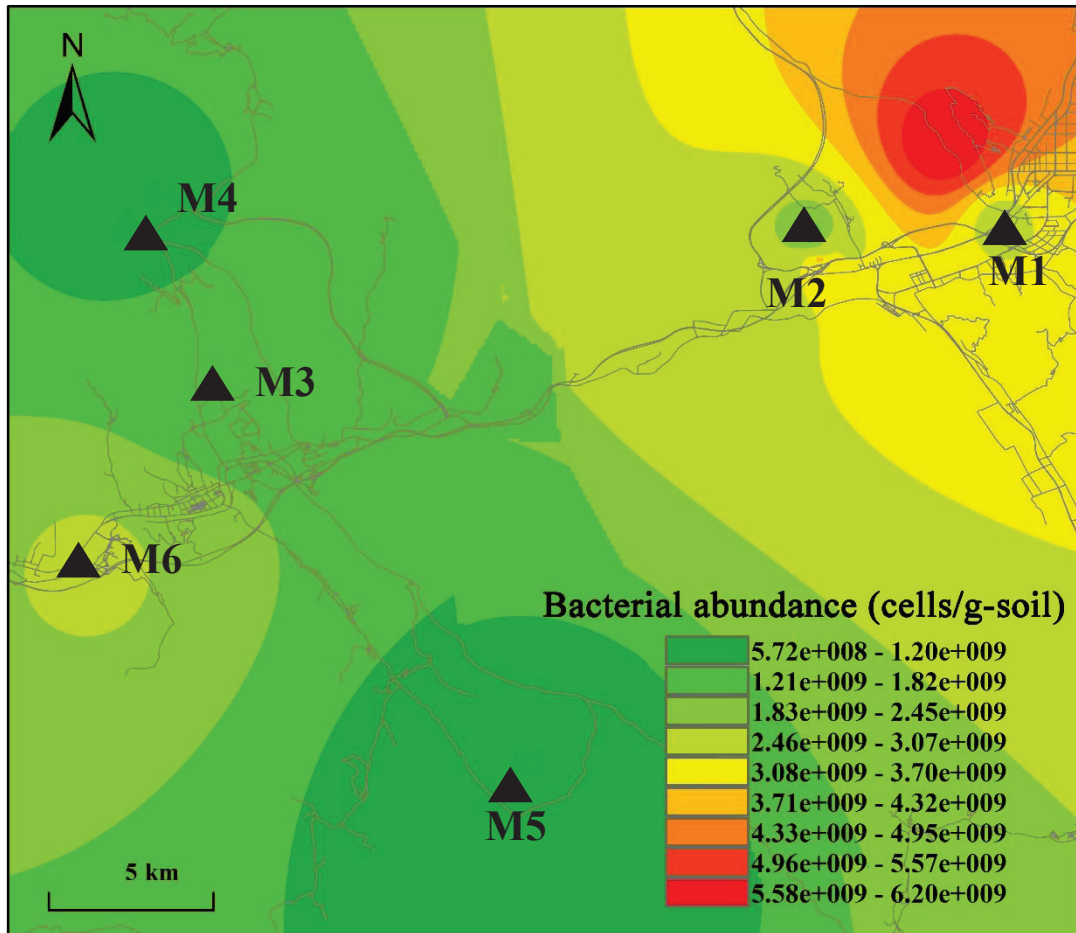 N
M4
M1
M2
M3
M6
Bacterial abundance (cells/g-soil)
5.72e+008 - 1.20e+009
1.21e+009 - 1.82e+009
1.83e+009 - 2.45e+009
2.46e+009 - 3.07e+009
3.08e+009 - 3.70e+009
3.71e+009 - 4.32e+009
4.33e+009 - 4.95e+009
4.96e+009 - 5.57e+009
5.58e+009 - 6.20e+009
M5
5 km